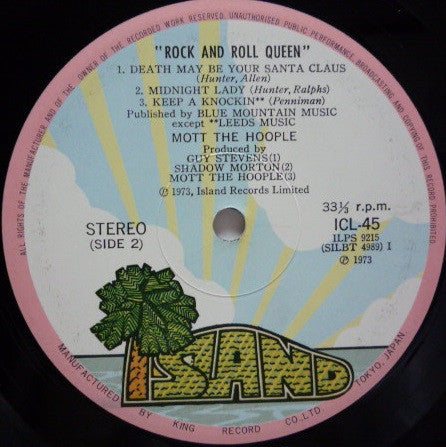 ALL RIGHTS OF THE MANUFACTURER AND OF THE OWNER OF THE RECORDED WORK RESERVED. UNAUTHORISED PUBLIC PERFORMANCE, BROADCASTING AND COPYING OF THIS RECORD PROHIBITED.
"ROCK AND ROLL QUEEN"
1. DEATH MAY BE YOUR SANTA CLAUS
(Hunter, Allen)
2. MIDNIGHT LADY (Hunter, Ralphs)
3. KEEP A KNOCKIN** (Penniman)
Published by BLUE MOUNTAIN MUSIC
except **LEEDS MUSIC
MOTT THE HOOPLE
Produced by
GUY STEVENS(1)
SHADOW MORTON(2)
MOTT THE HOOPLE(3)
℗ 1973, Island Records Limited
STEREO
(SIDE 2)
33⅓ r.p.m.
ICL-45
ILPS 9215
(SILBT 4989) 1
℗ 1973
ISLAND
MANUFACTURED BY KING RECORD CO., LTD. TOKYO, JAPAN.